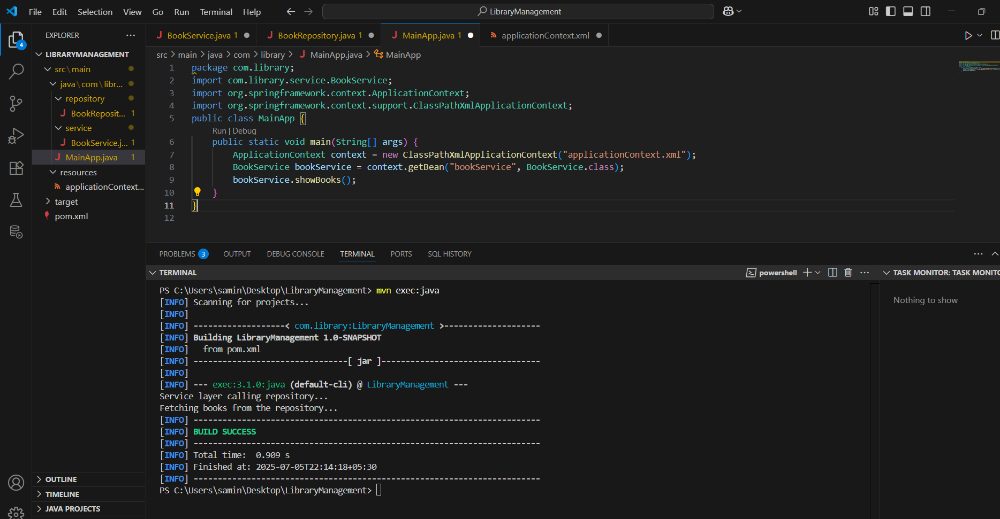 File Edit Selection View Go Run Terminal Help
LibraryManagement
EXPLORER
4
LIBRARYMANAGEMENT
src\main
java\com\libr...
repository
BookReposit... 1
service
BookService.j... 1
MainApp.java 1
resources
applicationContext...
target
pom.xml
OUTLINE
TIMELINE
JAVA PROJECTS
BookService.java 1
BookRepository.java 1
MainApp.java 1
applicationContext.xml
src > main > java > com > library > MainApp.java > MainApp
1 package com.library;
2 import com.library.service.BookService;
3 import org.springframework.context.ApplicationContext;
4 import org.springframework.context.support.ClassPathXmlApplicationContext;
5 public class MainApp {
Run | Debug
6 public static void main(String[] args) {
7 ApplicationContext context = new ClassPathXmlApplicationContext("applicationContext.xml");
8 BookService bookService = context.getBean("bookService", BookService.class);
9 bookService.showBooks();
10 }
11 }
12
PROBLEMS 3 OUTPUT DEBUG CONSOLE TERMINAL PORTS SQL HISTORY
TERMINAL
powershell
TASK MONITOR: TASK MONITO
Nothing to show
PS C:\Users\samin\Desktop\LibraryManagement> mvn exec:java
[INFO] Scanning for projects...
[INFO]
[INFO] -------------------< com.library:LibraryManagement >--------------------
[INFO] Building LibraryManagement 1.0-SNAPSHOT
[INFO]   from pom.xml
[INFO] --------------------------------[ jar ]---------------------------------
[INFO]
[INFO] --- exec:3.1.0:java (default-cli) @ LibraryManagement ---
Service layer calling repository...
Fetching books from the repository...
[INFO] ------------------------------------------------------------------------
[INFO] BUILD SUCCESS
[INFO] ------------------------------------------------------------------------
[INFO] Total time:  0.909 s
[INFO] Finished at: 2025-07-05T22:14:18+05:30
[INFO] ------------------------------------------------------------------------
PS C:\Users\samin\Desktop\LibraryManagement>